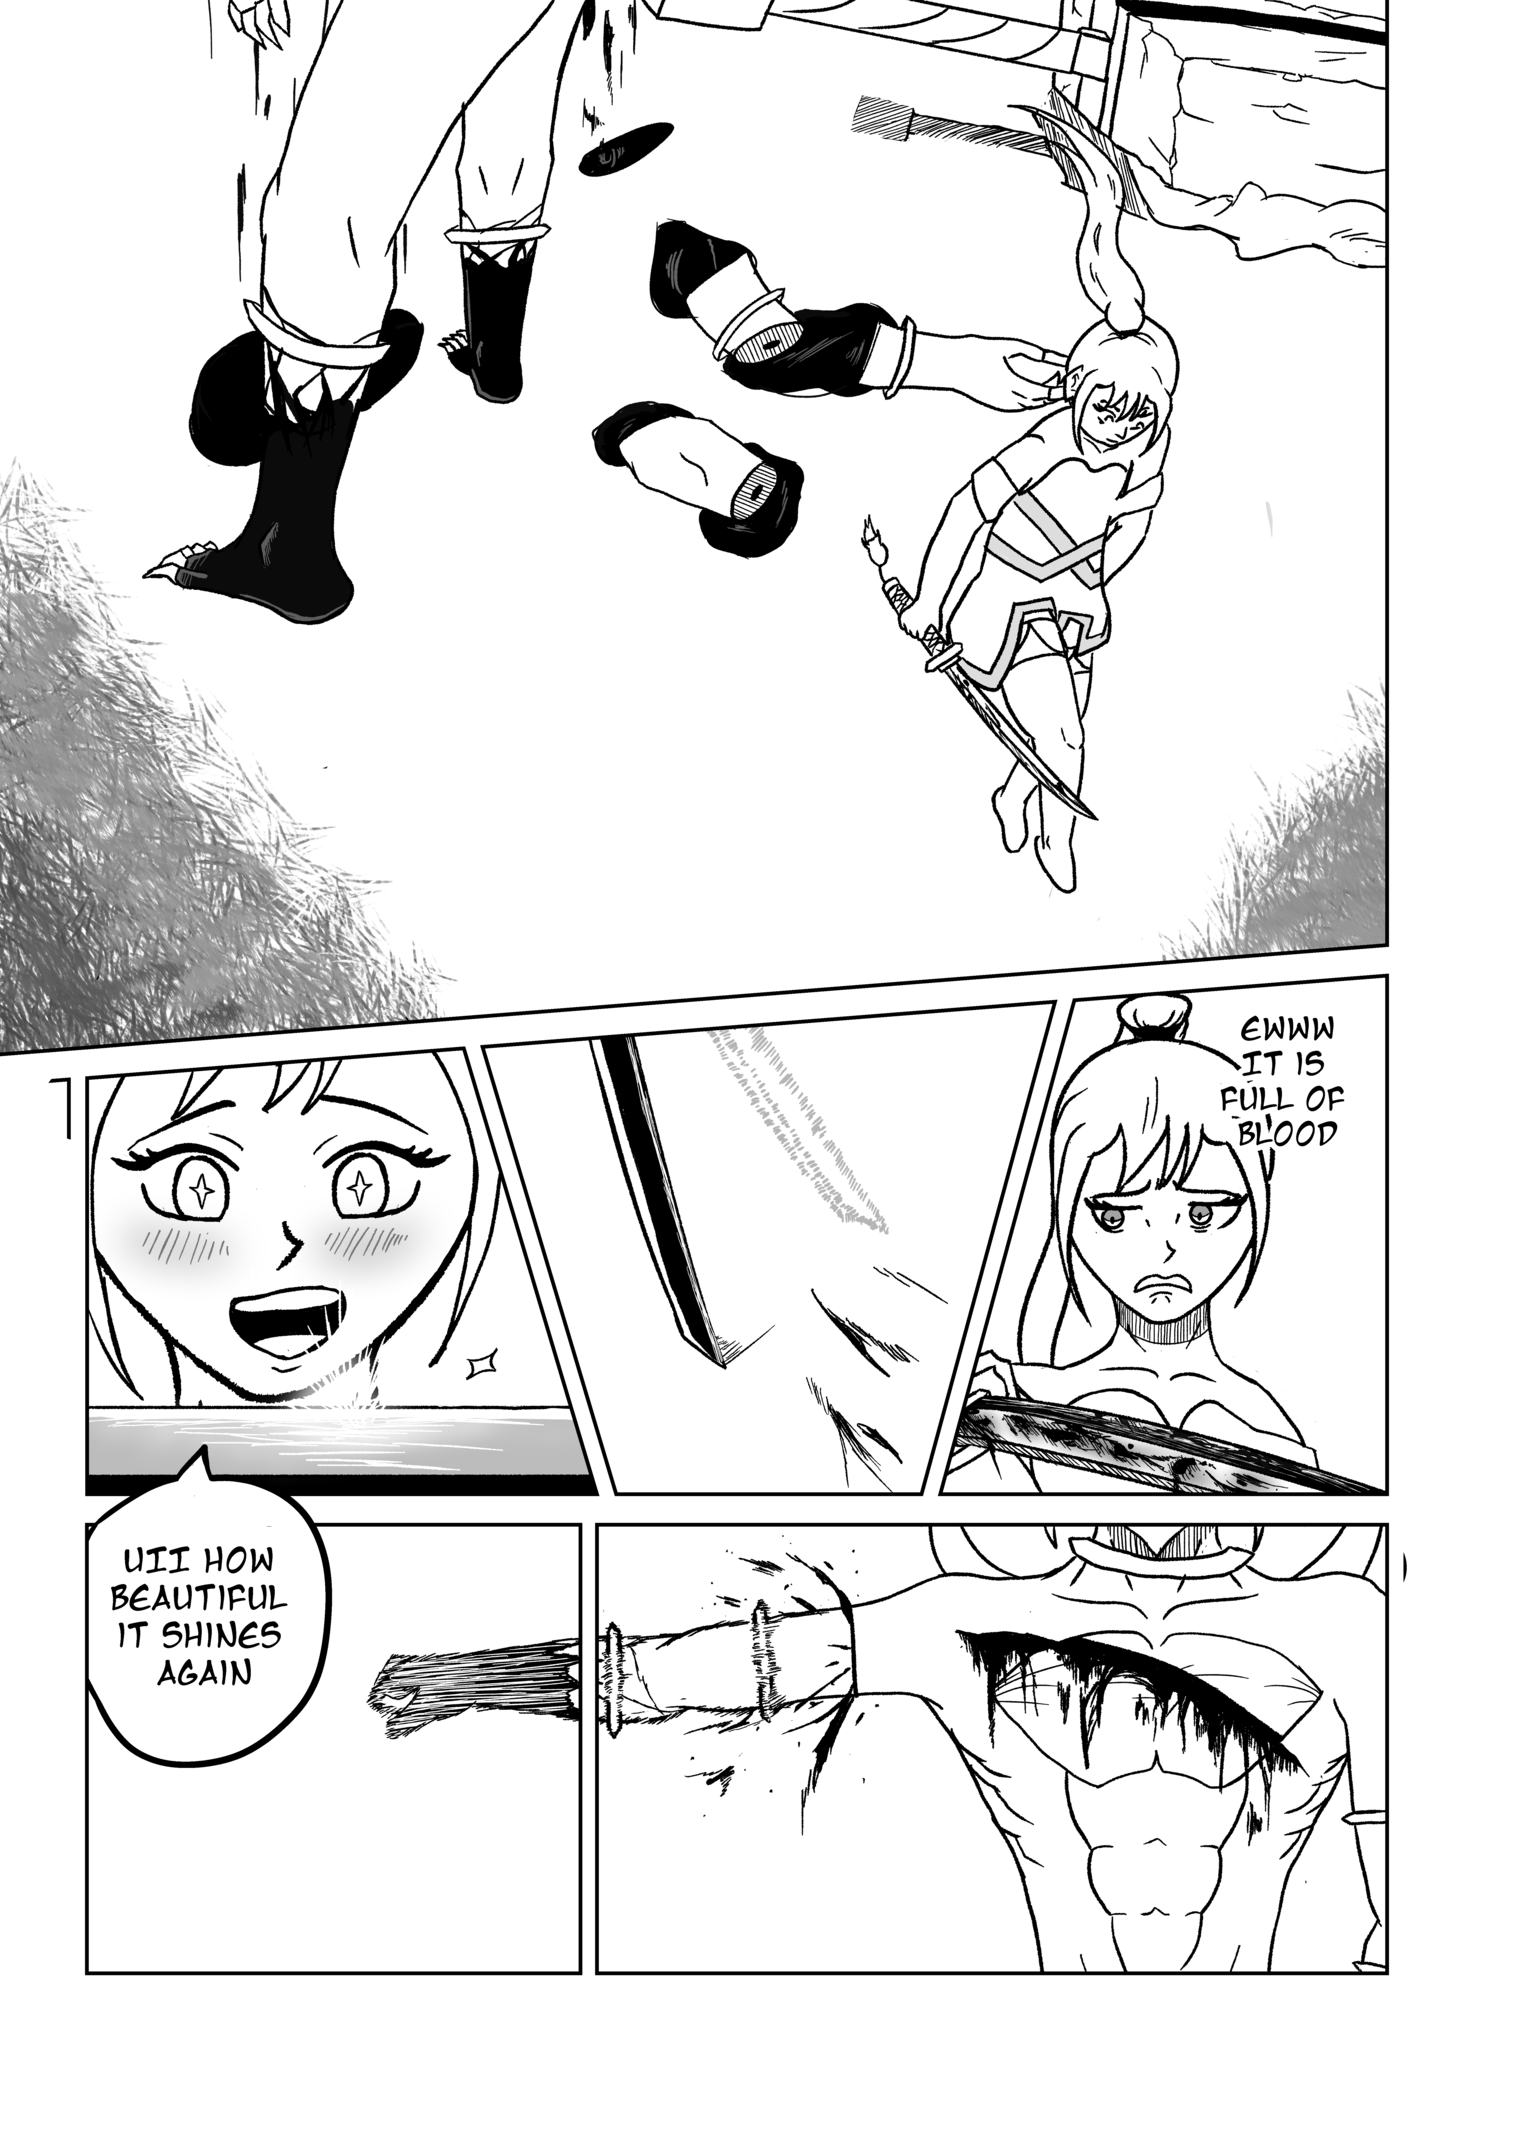 EWWW
IT IS
FULL OF
BLOOD
UII HOW
BEAUTIFUL
IT SHINES
AGAIN